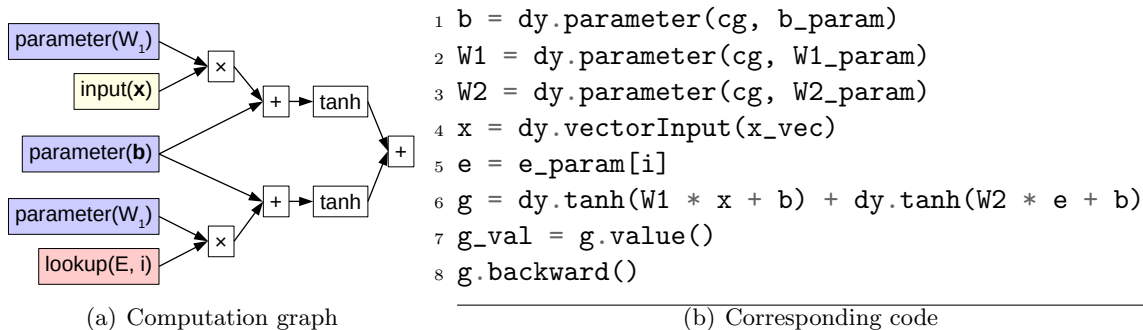 parameter(W₁)
input(x)
parameter(b)
parameter(W₁)
lookup(E, i)
×
+
tanh
+
+
tanh
×
(a) Computation graph
1 b = dy.parameter(cg, b_param)
2 W1 = dy.parameter(cg, W1_param)
3 W2 = dy.parameter(cg, W2_param)
4 x = dy.vectorInput(x_vec)
5 e = e_param[i]
6 g = dy.tanh(W1 * x + b) + dy.tanh(W2 * e + b)
7 g_val = g.value()
8 g.backward()
(b) Corresponding code